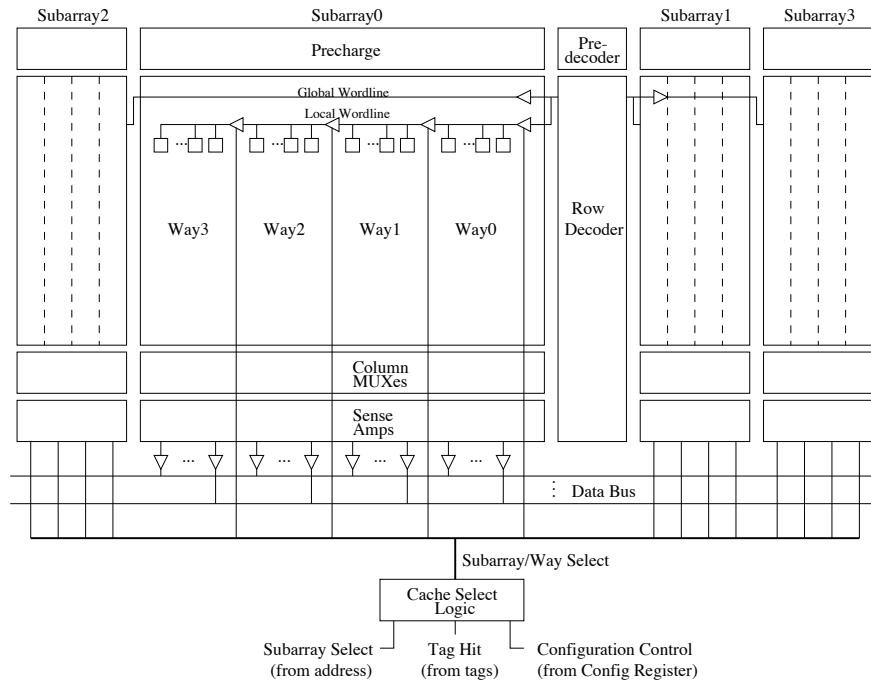 Subarray2
Subarray0
Subarray1
Subarray3
Precharge
Pre-
decoder
Global Wordline
Local Wordline
...
...
...
...
Way3
Way2
Way1
Way0
Row
Decoder
Column
MUXes
Sense
Amps
...
...
...
...
...
Data Bus
Subarray/Way Select
Cache Select
Logic
Subarray Select
(from address)
Tag Hit
(from tags)
Configuration Control
(from Config Register)